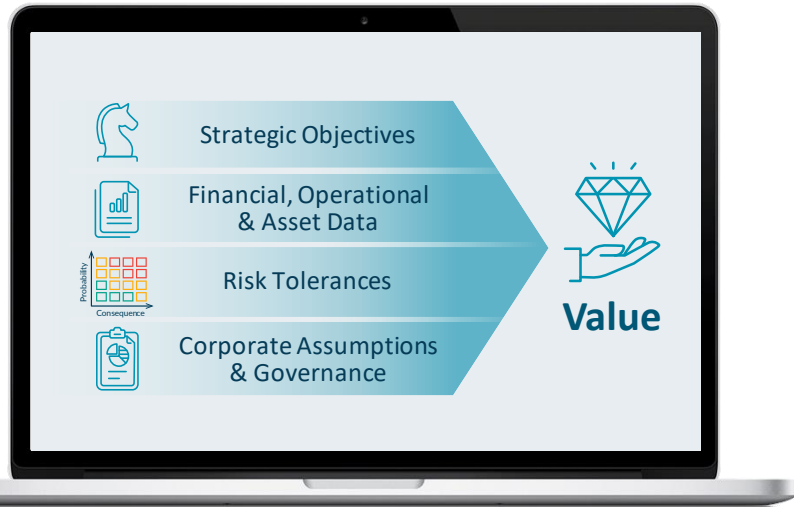 Strategic Objectives
Financial, Operational
& Asset Data
Probability
Consequence
Risk Tolerances
Corporate Assumptions
& Governance
Value